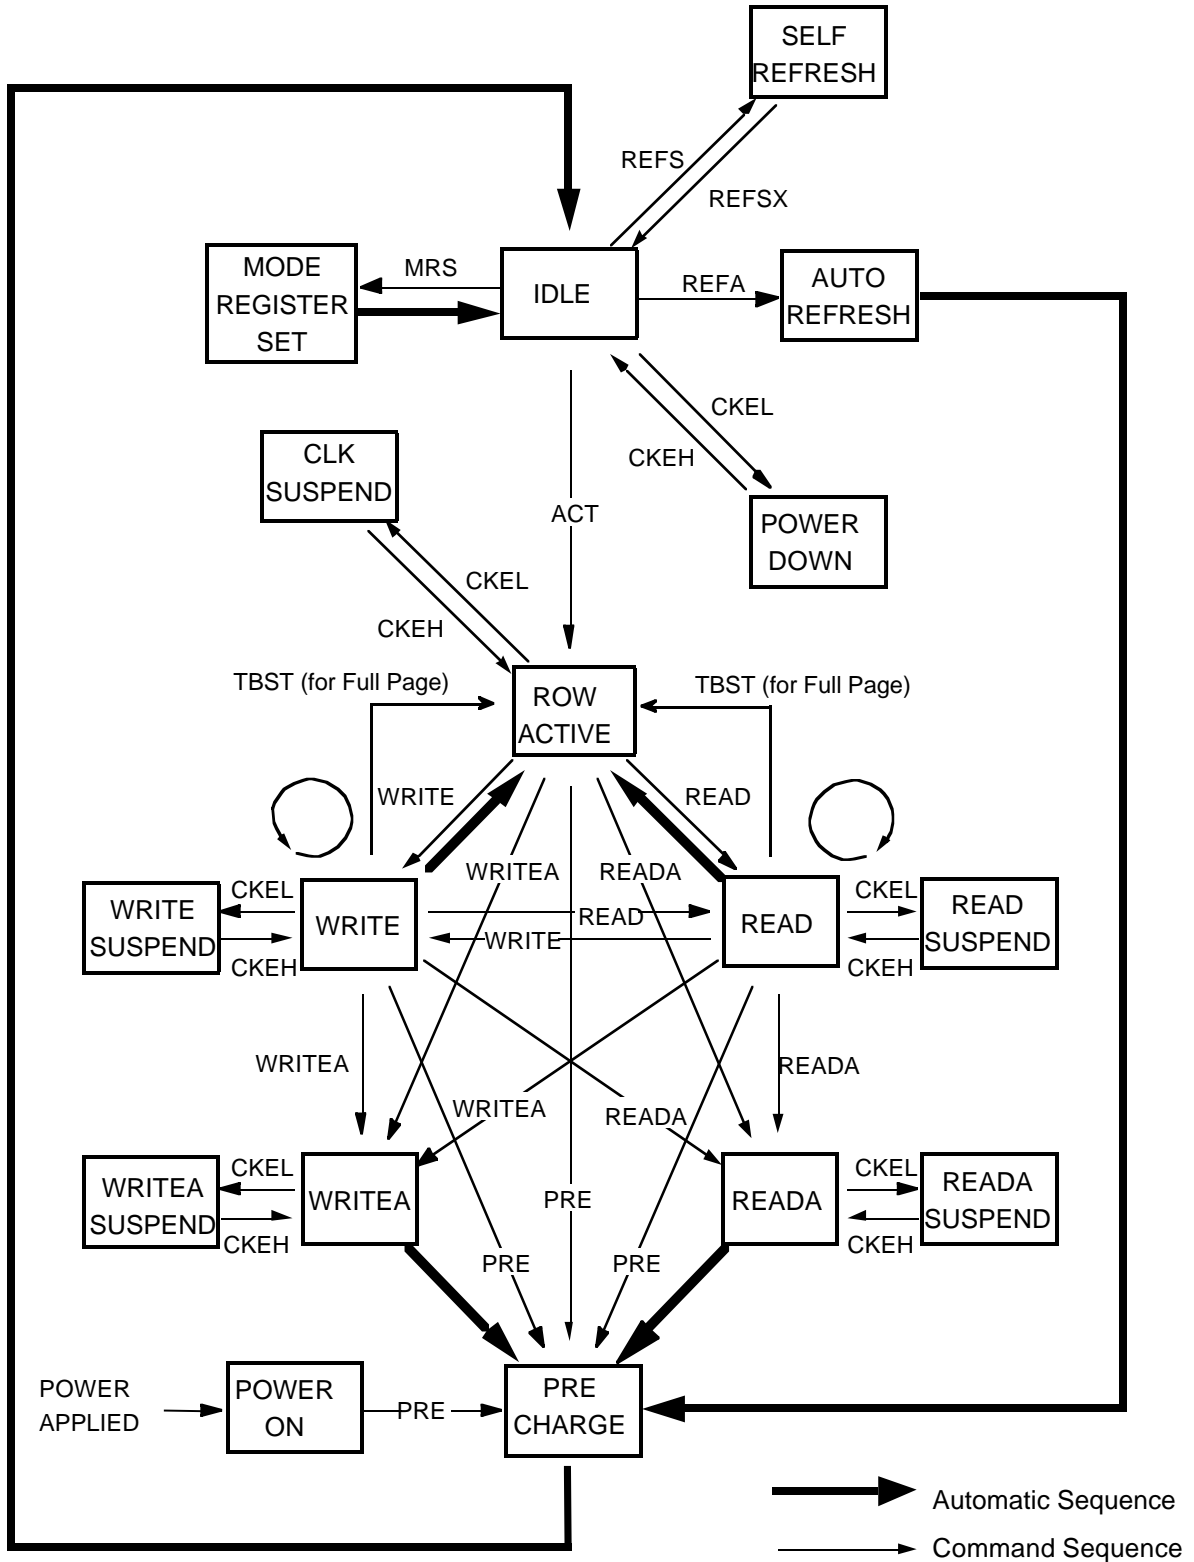 SELF
REFRESH
REFS
REFSX
MODE
REGISTER
SET
MRS
IDLE
REFA
AUTO
REFRESH
CKEL
CKEH
CLK
SUSPEND
ACT
POWER
DOWN
CKEL
CKEH
TBST (for Full Page)
ROW
ACTIVE
TBST (for Full Page)
WRITE
READ
WRITEA
READA
WRITE
SUSPEND
CKEL
CKEH
WRITE
READ
WRITE
READ
CKEL
CKEH
READ
SUSPEND
WRITEA
READA
WRITEA
READA
WRITEA
SUSPEND
CKEL
CKEH
WRITEA
PRE
READA
CKEL
CKEH
READA
SUSPEND
PRE
PRE
POWER
APPLIED
POWER
ON
PRE
PRE
CHARGE
Automatic Sequence
Command Sequence